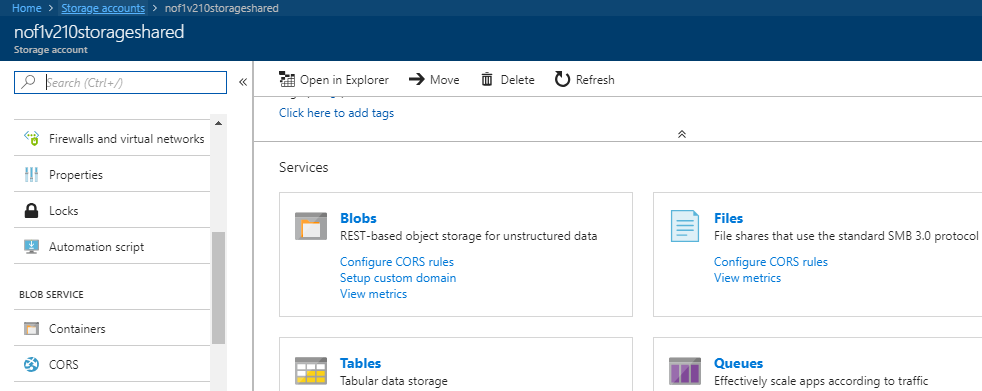 Home > Storage accounts > nof1v210storageshared
nof1v210storageshared
Storage account
Search (Ctrl+/)
Firewalls and virtual networks
Properties
Locks
Automation script
BLOB SERVICE
Containers
CORS
Open in Explorer Move Delete Refresh
Click here to add tags
Services
Blobs
REST-based object storage for unstructured data
Configure CORS rules
Setup custom domain
View metrics
Files
File shares that use the standard SMB 3.0 protocol
Configure CORS rules
View metrics
Tables
Tabular data storage
Queues
Effectively scale apps according to traffic